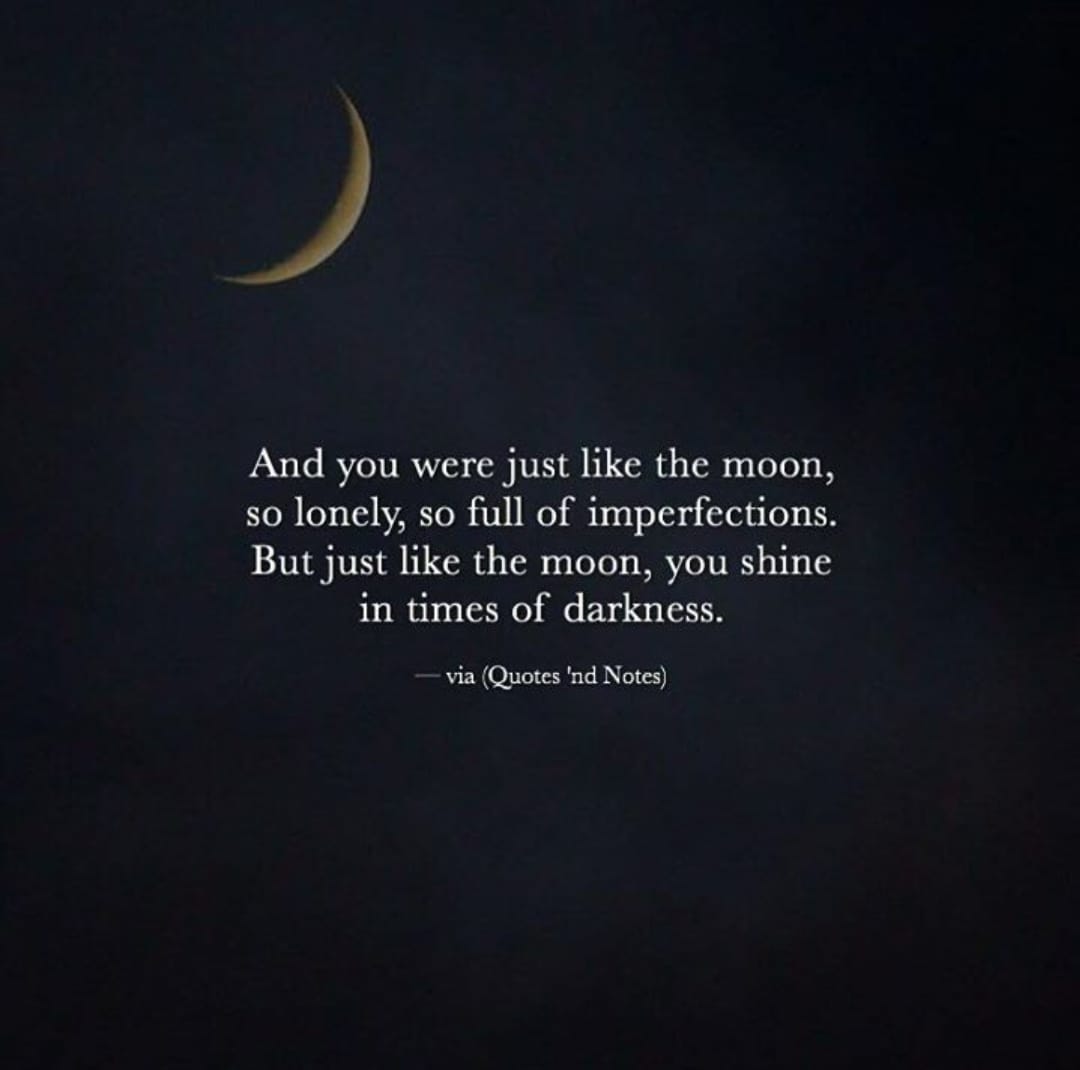 And you were just like the moon,
so lonely, so full of imperfections.
But just like the moon, you shine
in times of darkness.
— via (Quotes 'nd Notes)